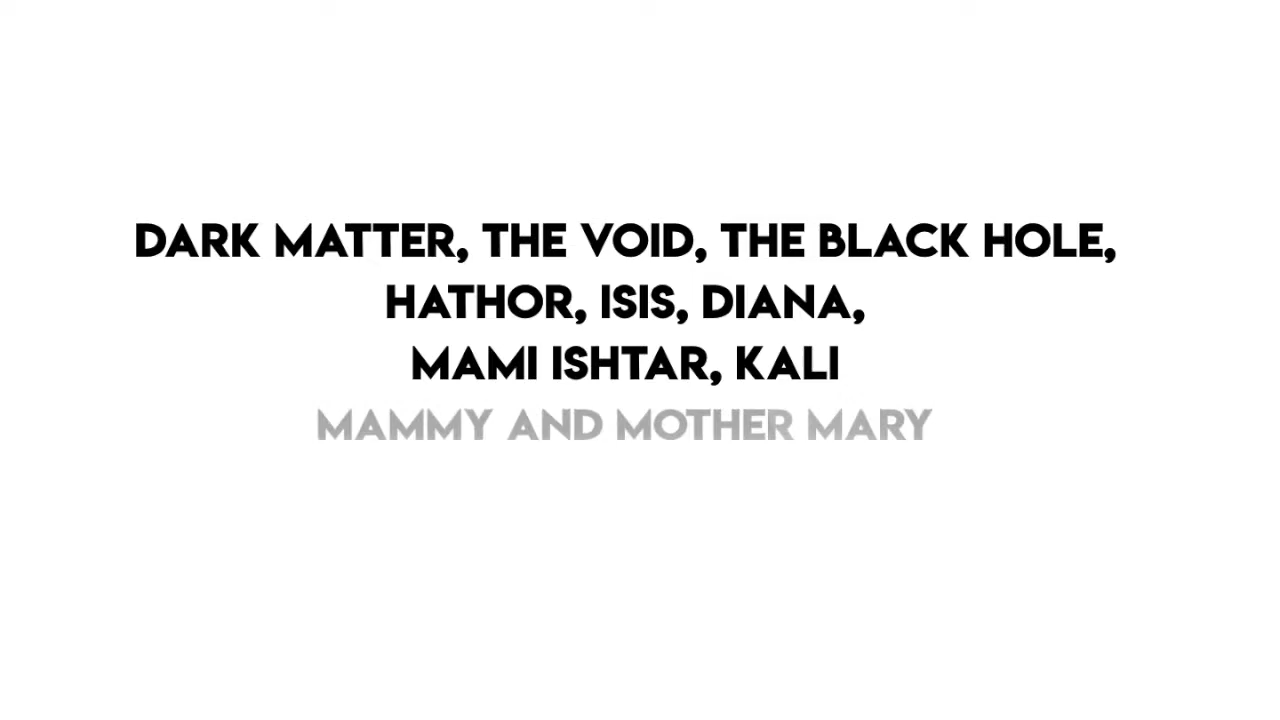 DARK MATTER, THE VOID, THE BLACK HOLE,
HATHOR, ISIS, DIANA,
MAMI ISHTAR, KALI
MAMMY AND MOTHER MARY